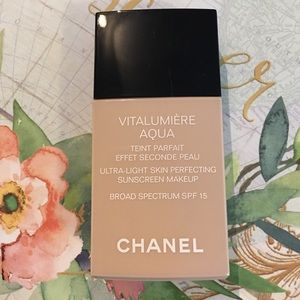 VITALUMIÈRE
AQUA
TEINT PARFAIT
EFFET SECONDE PEAU
ULTRA-LIGHT SKIN PERFECTING
SUNSCREEN MAKEUP
BROAD SPECTRUM SPF 15
CHANEL